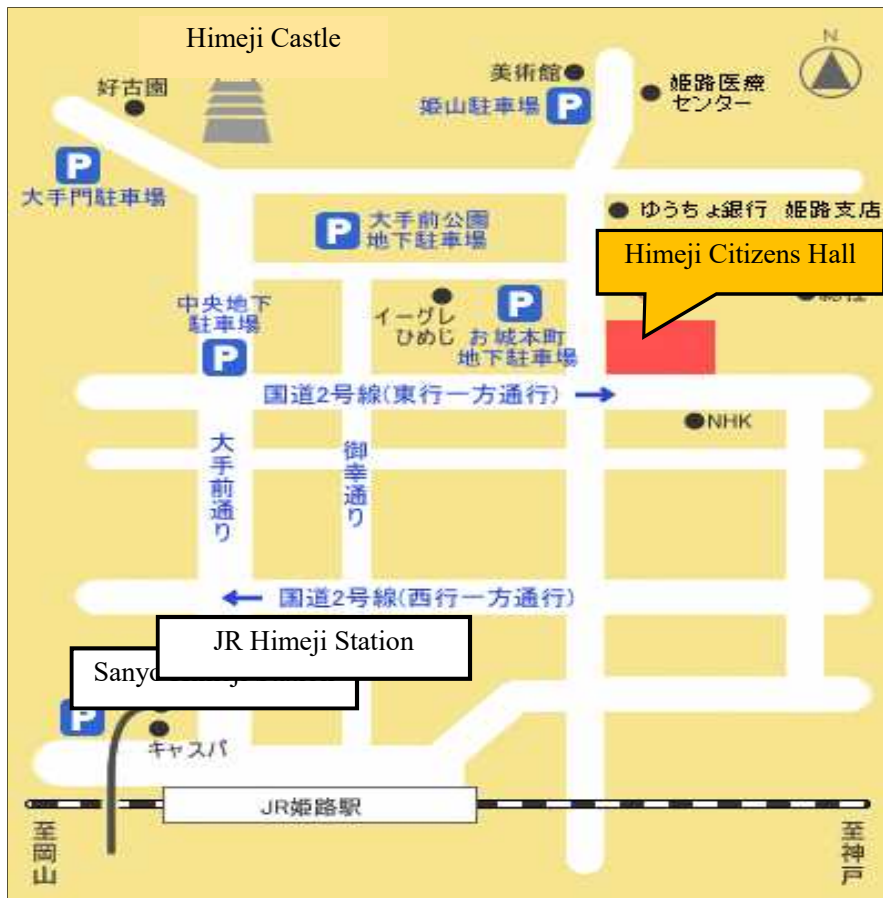 Himeji Castle
N
好古園
美術館
姫山駐車場
P
姫路医療
センター
P
大手門駐車場
P
大手前公園
地下駐車場
ゆうちょ銀行 姫路支店
Himeji Citizens Hall
中央地下
駐車場
P
イーグレ
ひめじ
P
お城本町
地下駐車場
国道2号線(東行一方通行)
NHK
大手前通り
御幸通り
国道2号線(西行一方通行)
JR Himeji Station
Sanyo
P
キャスパ
JR姫路駅
至岡山
至神戸